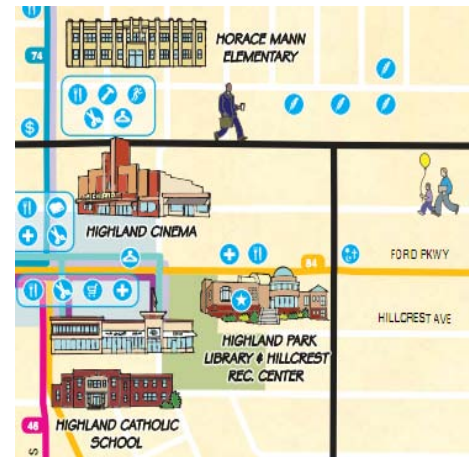 HORACE MANN
ELEMENTARY
74
$
HIGHLAND CINEMA
84
FORD PKWY
HILLCREST AVE
HIGHLAND PARK
LIBRARY & HILLCREST
REC. CENTER
46
HIGHLAND CATHOLIC
SCHOOL
S